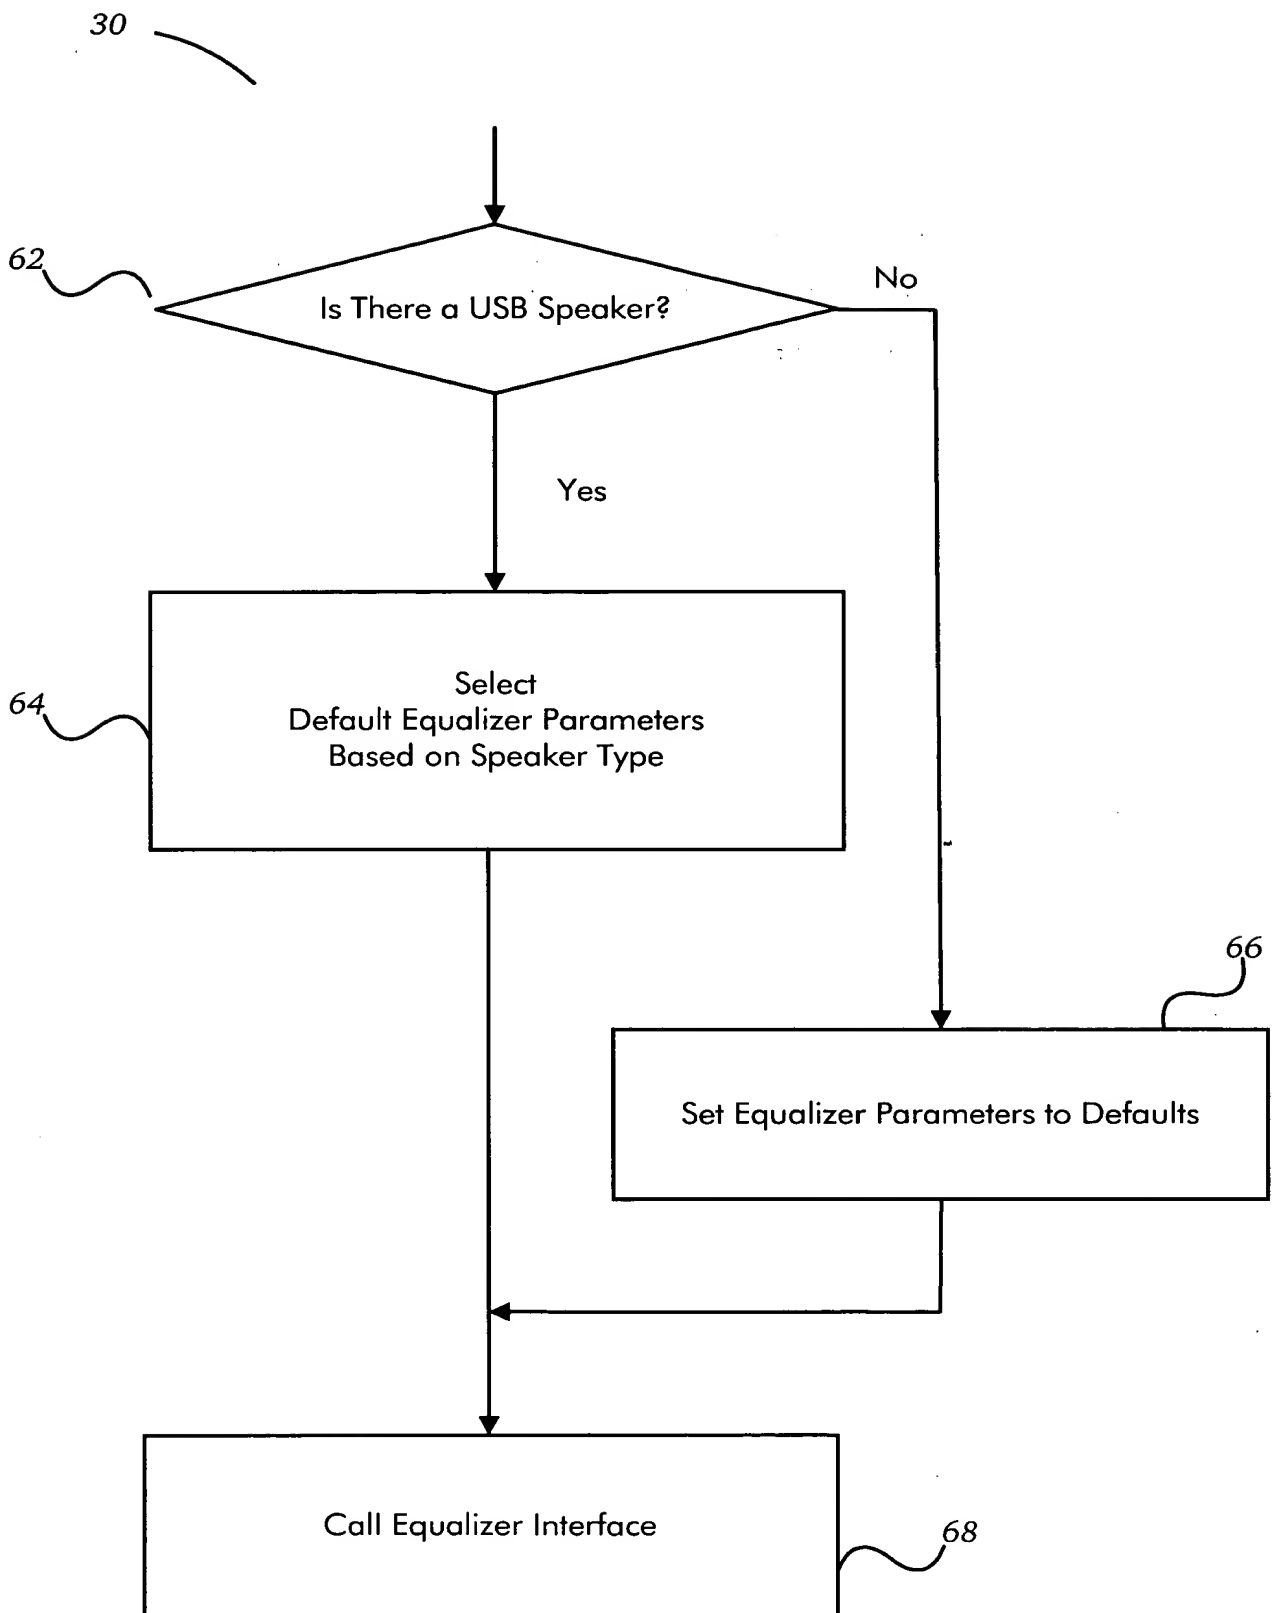 30
62
Is There a USB Speaker?
No
Yes
64
Select
Default Equalizer Parameters
Based on Speaker Type
66
Set Equalizer Parameters to Defaults
Call Equalizer Interface
68